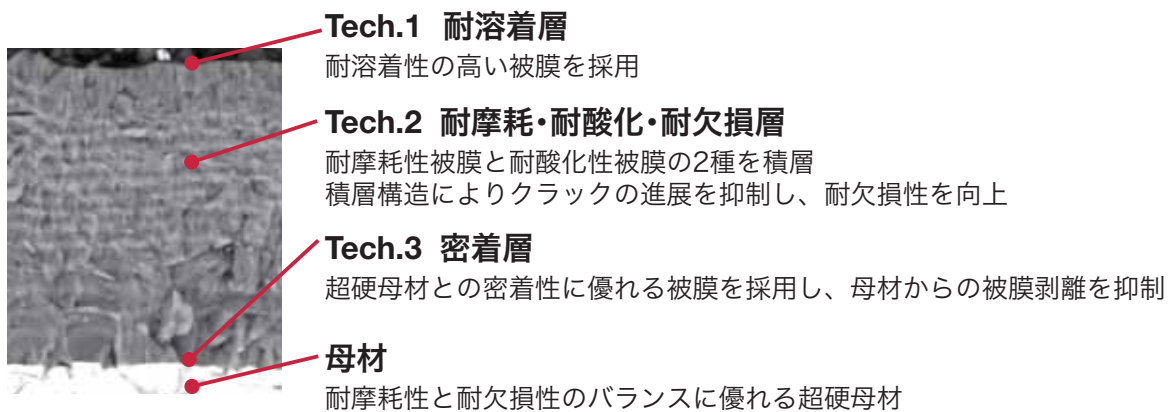 Tech.1 耐溶着層
耐溶着性の高い被膜を採用
Tech.2 耐摩耗・耐酸化・耐欠損層
耐摩耗性被膜と耐酸化性被膜の2種を積層
積層構造によりクラックの進展を抑制し、耐欠損性を向上
Tech.3 密着層
超硬母材との密着性に優れる被膜を採用し、母材からの被膜剥離を抑制
母材
耐摩耗性と耐欠損性のバランスに優れる超硬母材